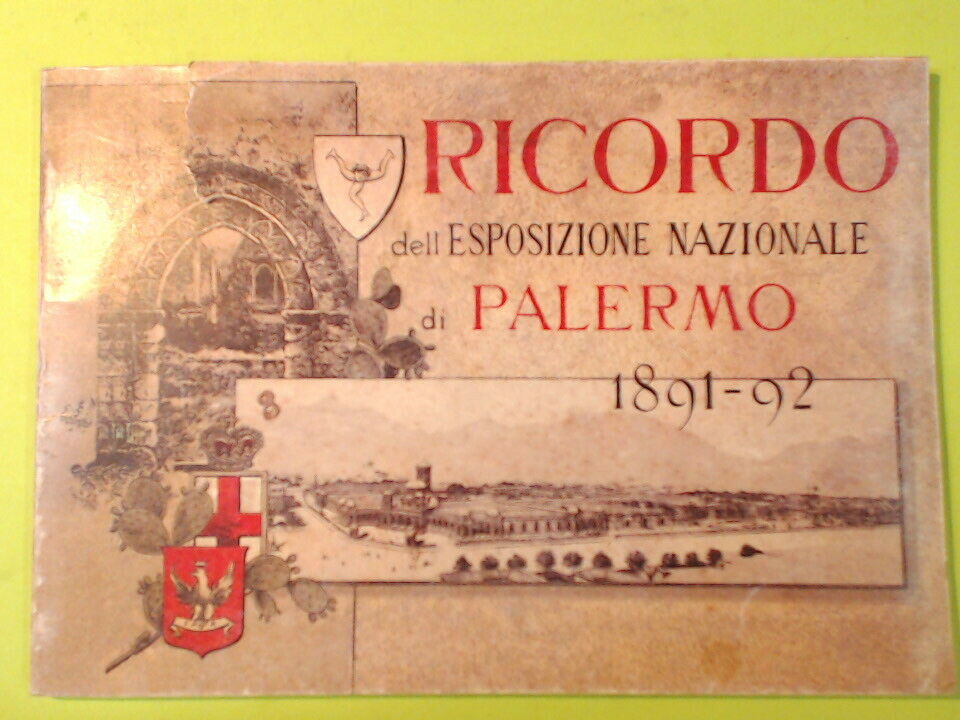 RICORDO
dell ESPOSIZIONE NAZIONALE
di PALERMO
1891-92